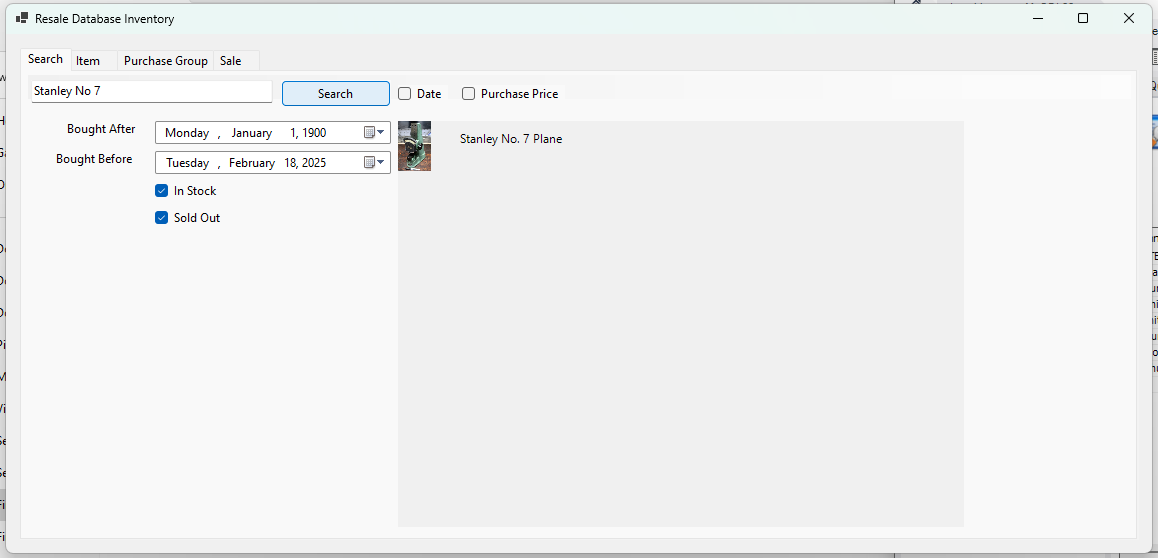 Resale Database Inventory
Search Item Purchase Group Sale
Stanley No 7 Search Date Purchase Price
Bought After Monday , January 1, 1900
Stanley No. 7 Plane
Bought Before Tuesday , February 18, 2025
In Stock
Sold Out